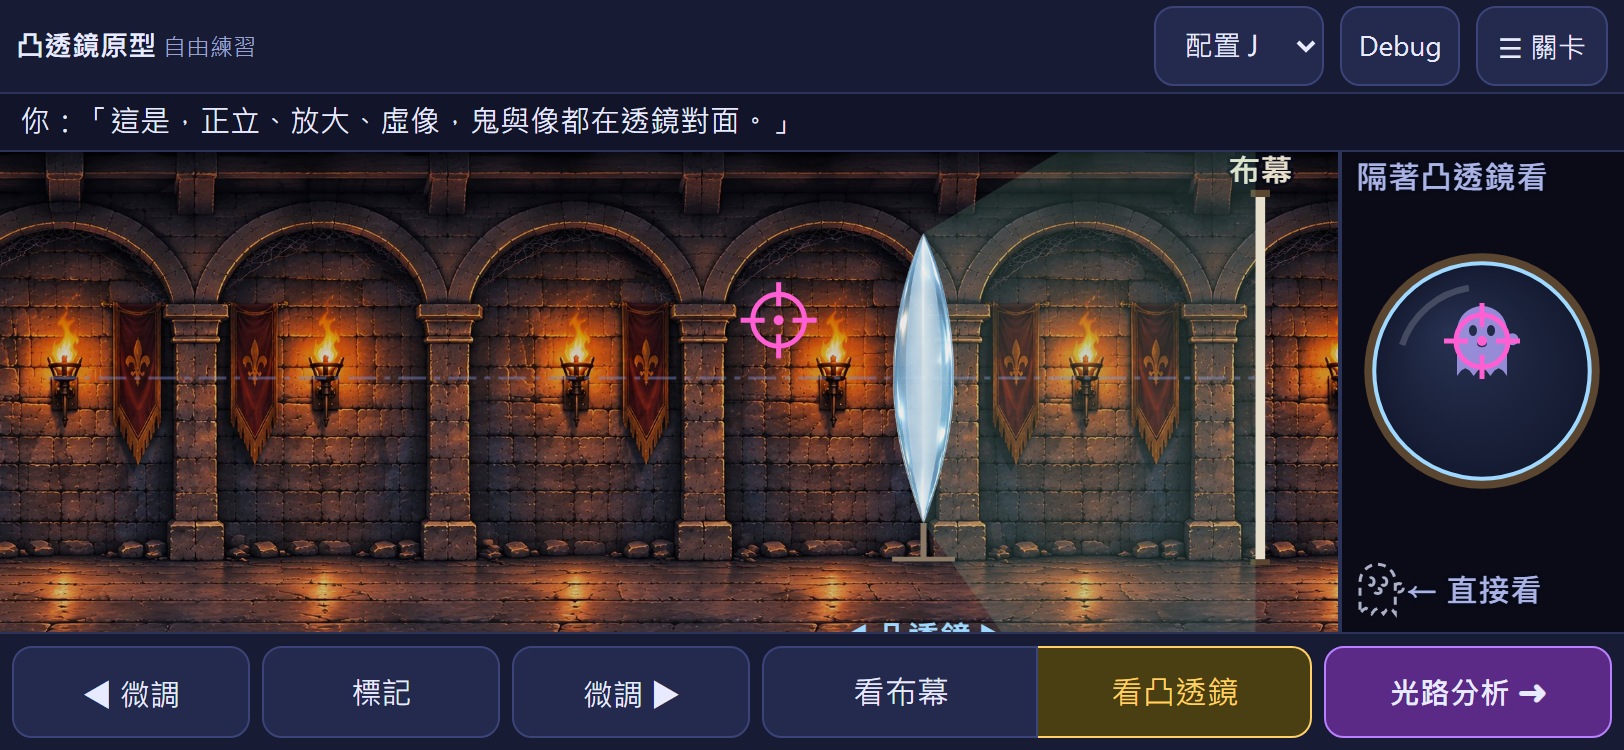 凸透鏡原型 自由練習
配置 J
Debug
☰ 關卡
你：「這是，正立、放大、虛像，鬼與像都在透鏡對面。」
布幕
隔著凸透鏡看
← 直接看
◀ 凸透鏡 ▶
◀ 微調
標記
微調 ▶
看布幕
看凸透鏡
光路分析 ➜